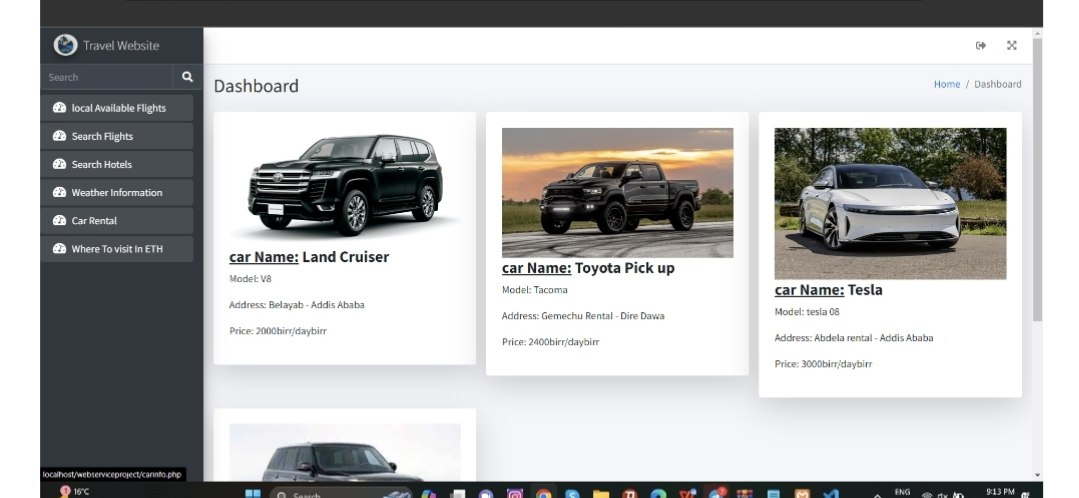 Travel Website
Search
local Available Flights
Search Flights
Search Hotels
Weather Information
Car Rental
Where To visit In ETH
Dashboard
Home / Dashboard
car Name: Land Cruiser
Model: V8
Address: Belayab - Addis Ababa
Price: 2000birr/daybirr
car Name: Toyota Pick up
Model: Tacoma
Address: Gemechu Rental - Dire Dawa
Price: 2400birr/daybirr
car Name: Tesla
Model: tesla 08
Address: Abdela rental - Addis Ababa
Price: 3000birr/daybirr
localhost/webserviceproject/carinfo.php
16°C
Search
ENG
9:13 PM